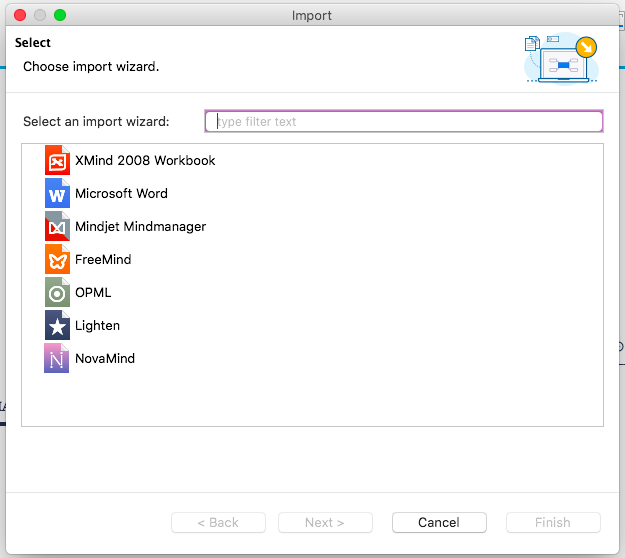 Import
Select
Choose import wizard.
Select an import wizard:
type filter text
XMind 2008 Workbook
Microsoft Word
Mindjet Mindmanager
FreeMind
OPML
Lighten
NovaMind
< Back
Next >
Cancel
Finish